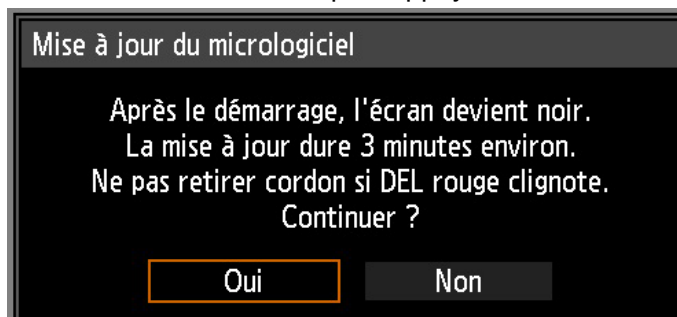 Mise à jour du micrologiciel
Après le démarrage, l'écran devient noir.
La mise à jour dure 3 minutes environ.
Ne pas retirer cordon si DEL rouge clignote.
Continuer ?
Oui Non